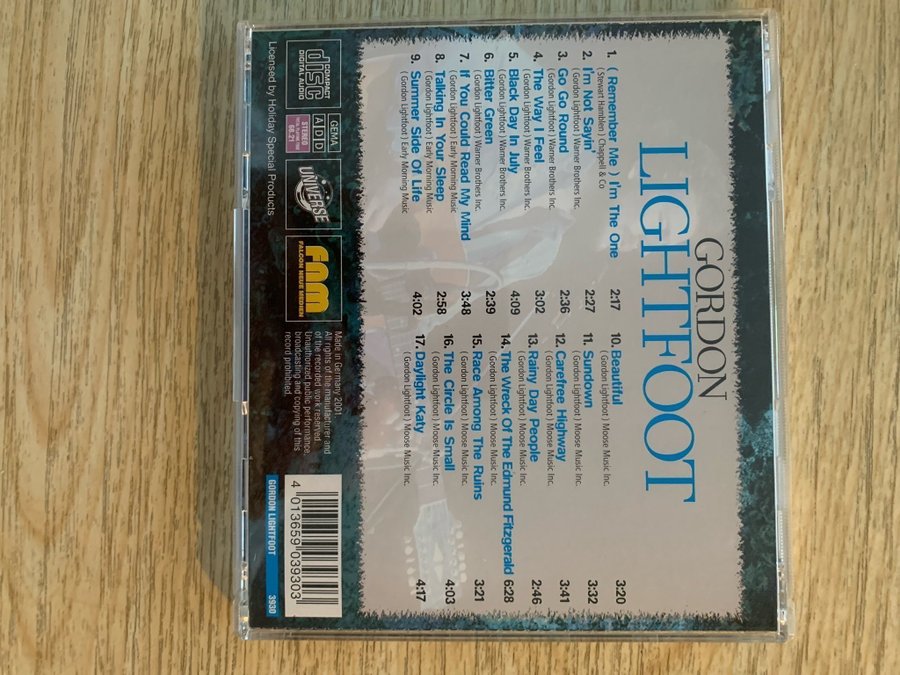 GORDON
LIGHTFOOT
1. ( Remember Me ) I'm The One 2:17
( Stewart Hamblen ) Chappell & Co
2. I'm Not Sayin' 2:27
( Gordon Lightfoot ) Warner Brothers Inc.
3. Go Go Round 2:36
( Gordon Lightfoot ) Warner Brothers Inc.
4. The Way I Feel 3:02
( Gordon Lightfoot ) Warner Brothers Inc.
5. Black Day In July 4:09
( Gordon Lightfoot ) Warner Brothers Inc.
6. Bitter Green 2:39
( Gordon Lightfoot ) Warner Brothers Inc.
7. If You Could Read My Mind 3:48
( Gordon Lightfoot ) Early Morning Music
8. Talking In Your Sleep 2:58
( Gordon Lightfoot ) Early Morning Music
9. Summer Side Of Life 4:02
( Gordon Lightfoot ) Early Morning Music
10. Beautiful 3:20
( Gordon Lightfoot ) Moose Music Inc.
11. Sundown 3:32
( Gordon Lightfoot ) Moose Music Inc.
12. Carefree Highway 3:41
( Gordon Lightfoot ) Moose Music Inc.
13. Rainy Day People 2:46
( Gordon Lightfoot ) Moose Music Inc.
14. The Wreck Of The Edmund Fitzgerald 6:28
( Gordon Lightfoot ) Moose Music Inc.
15. Race Among The Ruins 3:21
( Gordon Lightfoot ) Moose Music Inc.
16. The Circle Is Small 4:03
( Gordon Lightfoot ) Moose Music Inc.
17. Daylight Katy 4:17
( Gordon Lightfoot ) Moose Music Inc.
COMPACT
disc
DIGITAL AUDIO
GEMA
ADD
STEREO
68.21
UNIVERSE
FNM
FALCON NEUE MEDIEN
Licensed by Holiday Special Products
Made in Germany 2001
All rights of the manufacturer and
of the recorded work reserved.
Unauthorized public performance
broadcasting and copying of this
record prohibited.
4 013659 039303
GORDON LIGHTFOOT 3930